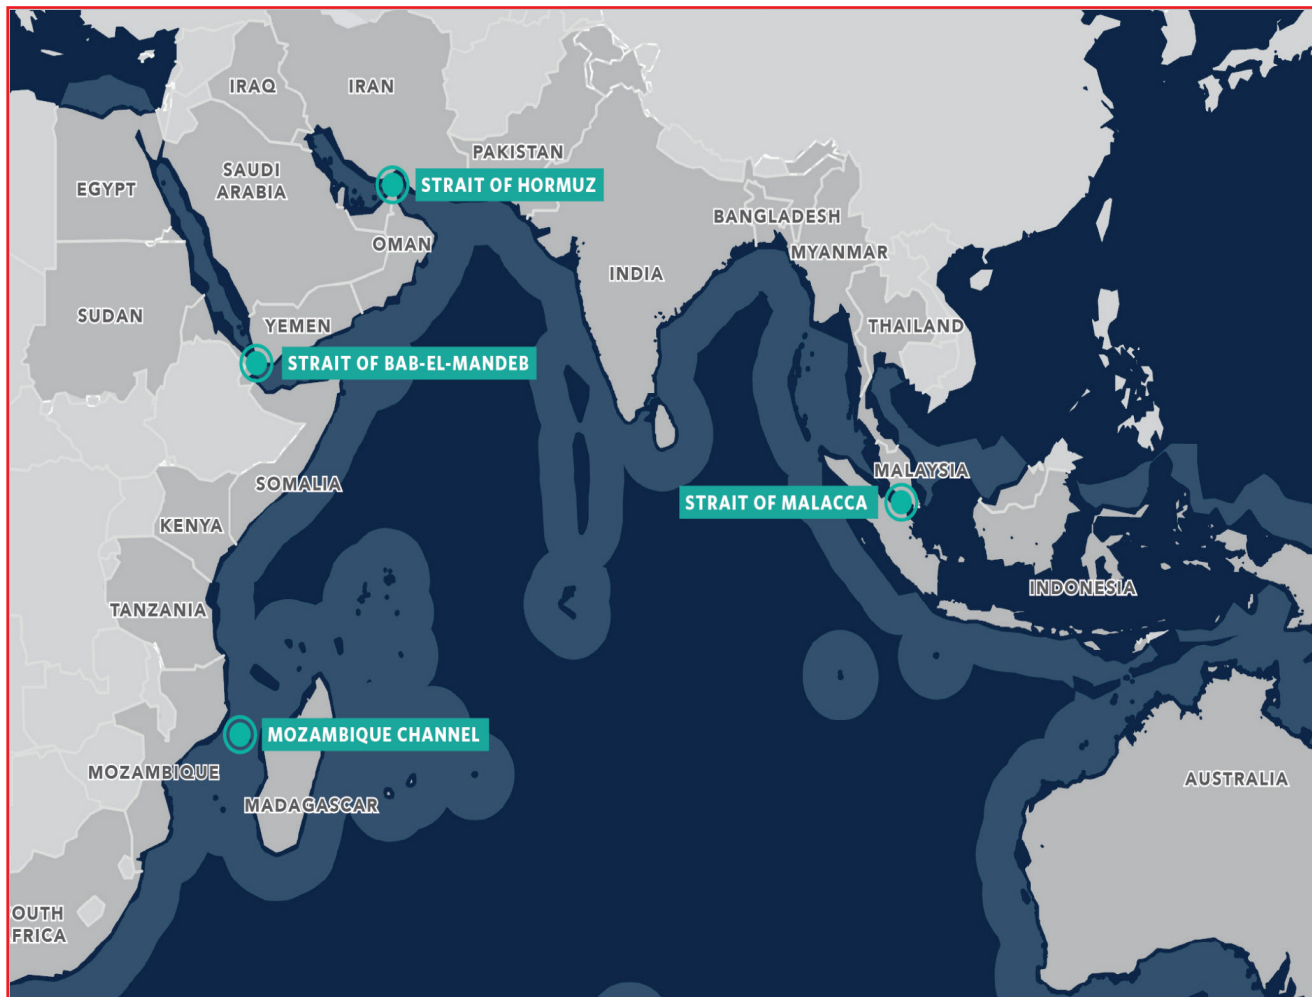 IRAQ
IRAN
PAKISTAN
SAUDI
ARABIA
EGYPT
STRAIT OF HORMUZ
BANGLADESH
OMAN
MYANMAR
INDIA
SUDAN
YEMEN
THAILAND
STRAIT OF BAB-EL-MANDEB
MALAYSIA
SOMALIA
STRAIT OF MALACCA
KENYA
INDONESIA
TANZANIA
MOZAMBIQUE CHANNEL
MOZAMBIQUE
AUSTRALIA
MADAGASCAR
OUTH
FRICA